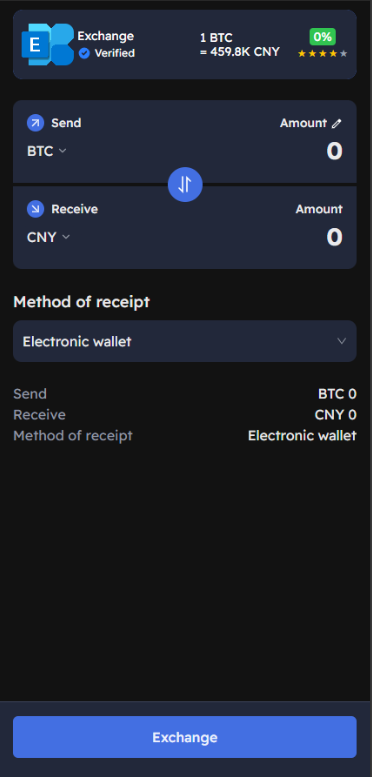 E
Exchange
Verified
1 BTC
= 459.8K CNY
0%
Send
Amount
BTC
0
Receive
Amount
CNY
0
Method of receipt
Electronic wallet
Send BTC 0
Receive CNY 0
Method of receipt Electronic wallet
Exchange